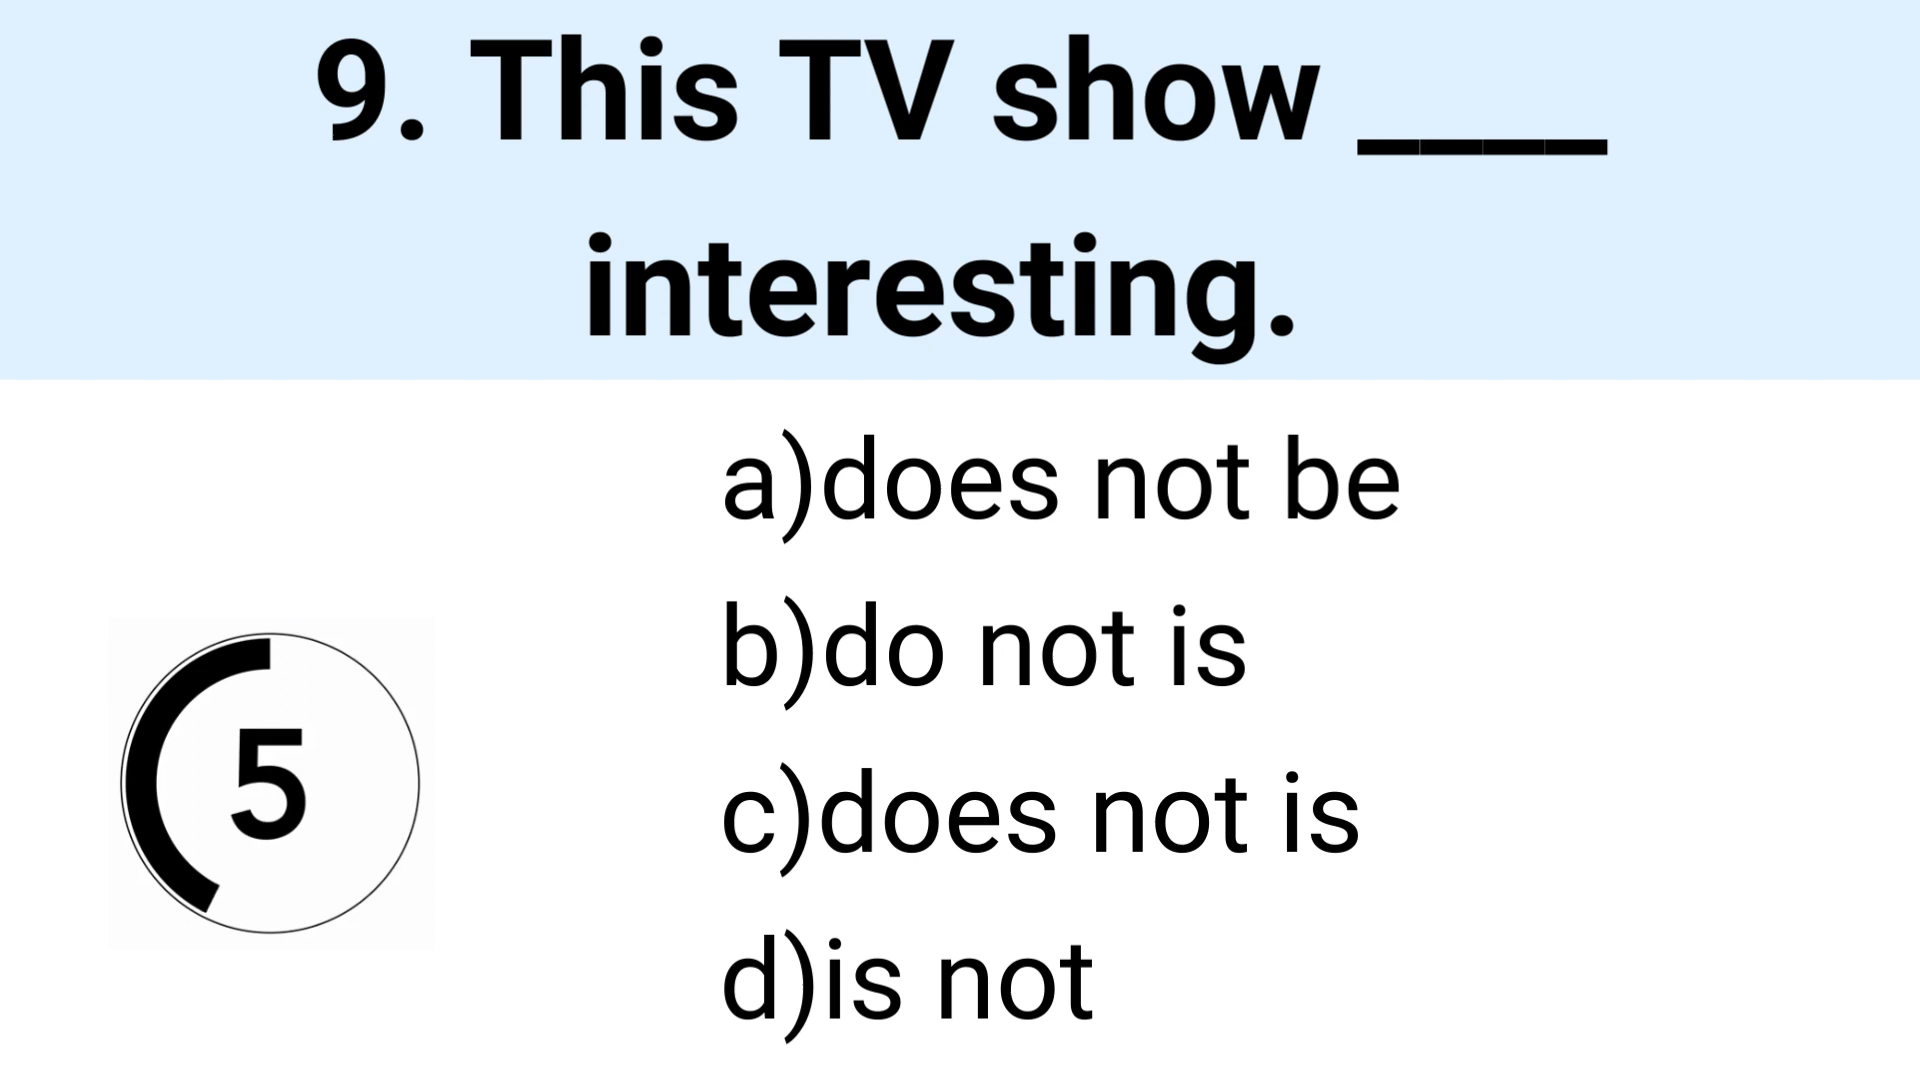 9. This TV show ____
interesting.
a)does not be
b)do not is
5
c)does not is
d)is not